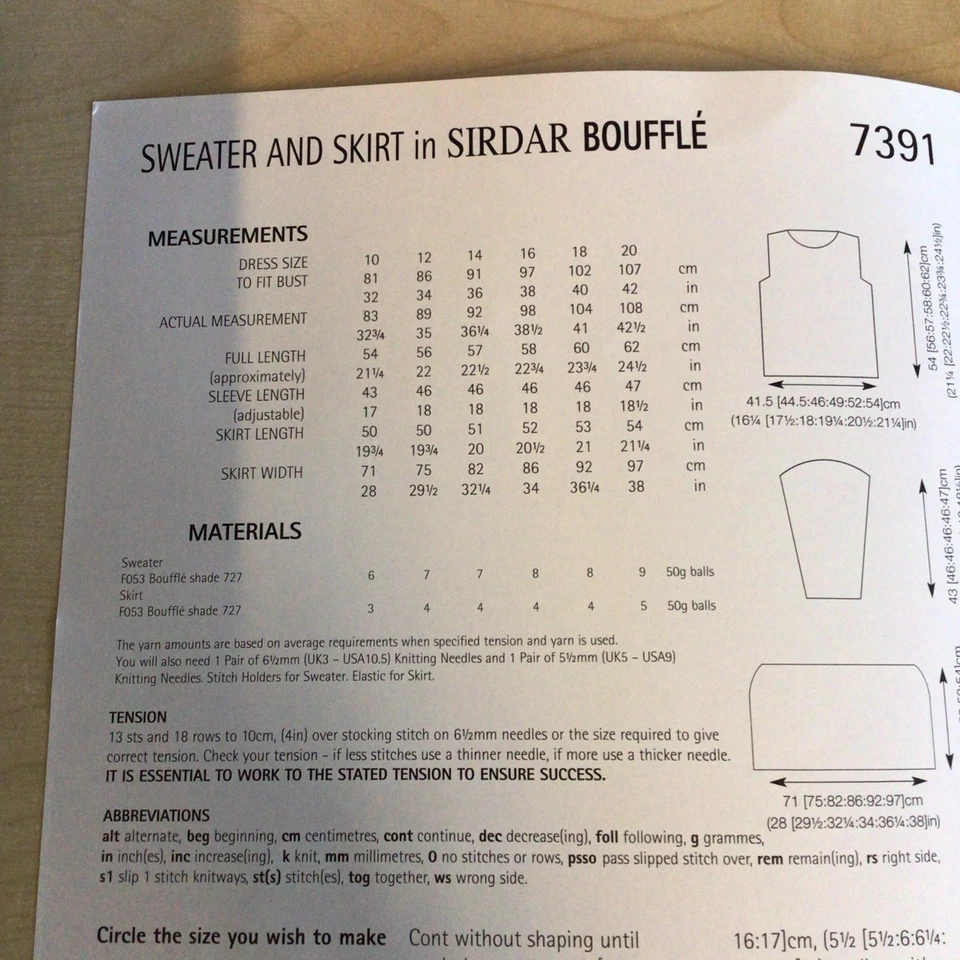 SWEATER AND SKIRT in SIRDAR BOUFFLÉ 7391
MEASUREMENTS
DRESS SIZE 10 12 14 16 18 20
TO FIT BUST 81 86 91 97 102 107 cm
32 34 36 38 40 42 in
ACTUAL MEASUREMENT 83 89 92 98 104 108 cm
32¾ 35 36¼ 38½ 41 42½ in
FULL LENGTH 54 56 57 58 60 62 cm
(approximately) 21¼ 22 22½ 22¾ 23¾ 24½ in
SLEEVE LENGTH 43 46 46 46 46 47 cm
(adjustable) 17 18 18 18 18 18½ in
SKIRT LENGTH 50 50 51 52 53 54 cm
19¾ 19¾ 20 20½ 21 21¼ in
SKIRT WIDTH 71 75 82 86 92 97 cm
28 29½ 32¼ 34 36¼ 38 in
MATERIALS
Sweater
F053 Boufflé shade 727 6 7 7 8 8 9 50g balls
Skirt
F053 Boufflé shade 727 3 4 4 4 4 5 50g balls
The yarn amounts are based on average requirements when specified tension and yarn is used.
You will also need 1 Pair of 6½mm (UK3 – USA10.5) Knitting Needles and 1 Pair of 5½mm (UK5 – USA9)
Knitting Needles. Stitch Holders for Sweater. Elastic for Skirt.
TENSION
13 sts and 18 rows to 10cm, (4in) over stocking stitch on 6½mm needles or the size required to give
correct tension. Check your tension – if less stitches use a thinner needle, if more use a thicker needle.
IT IS ESSENTIAL TO WORK TO THE STATED TENSION TO ENSURE SUCCESS.
ABBREVIATIONS
alt alternate, beg beginning, cm centimetres, cont continue, dec decrease(ing), foll following, g grammes,
in inch(es), inc increase(ing), k knit, mm millimetres, 0 no stitches or rows, psso pass slipped stitch over, rem remain(ing), rs right side,
s1 slip 1 stitch knitways, st(s) stitch(es), tog together, ws wrong side.
54 [56:57:58:60:62]cm
(21¼ [22:22½:22¾:23¾:24½]in)
41.5 [44.5:46:49:52:54]cm
(16¼ [17½:18:19¼:20½:21¼]in)
43 [46:46:46:46:47]cm
71 [75:82:86:92:97]cm
(28 [29½:32¼:34:36¼:38]in)
Circle the size you wish to make
Cont without shaping until
16:17]cm, (5½ [5½:6:6¼: